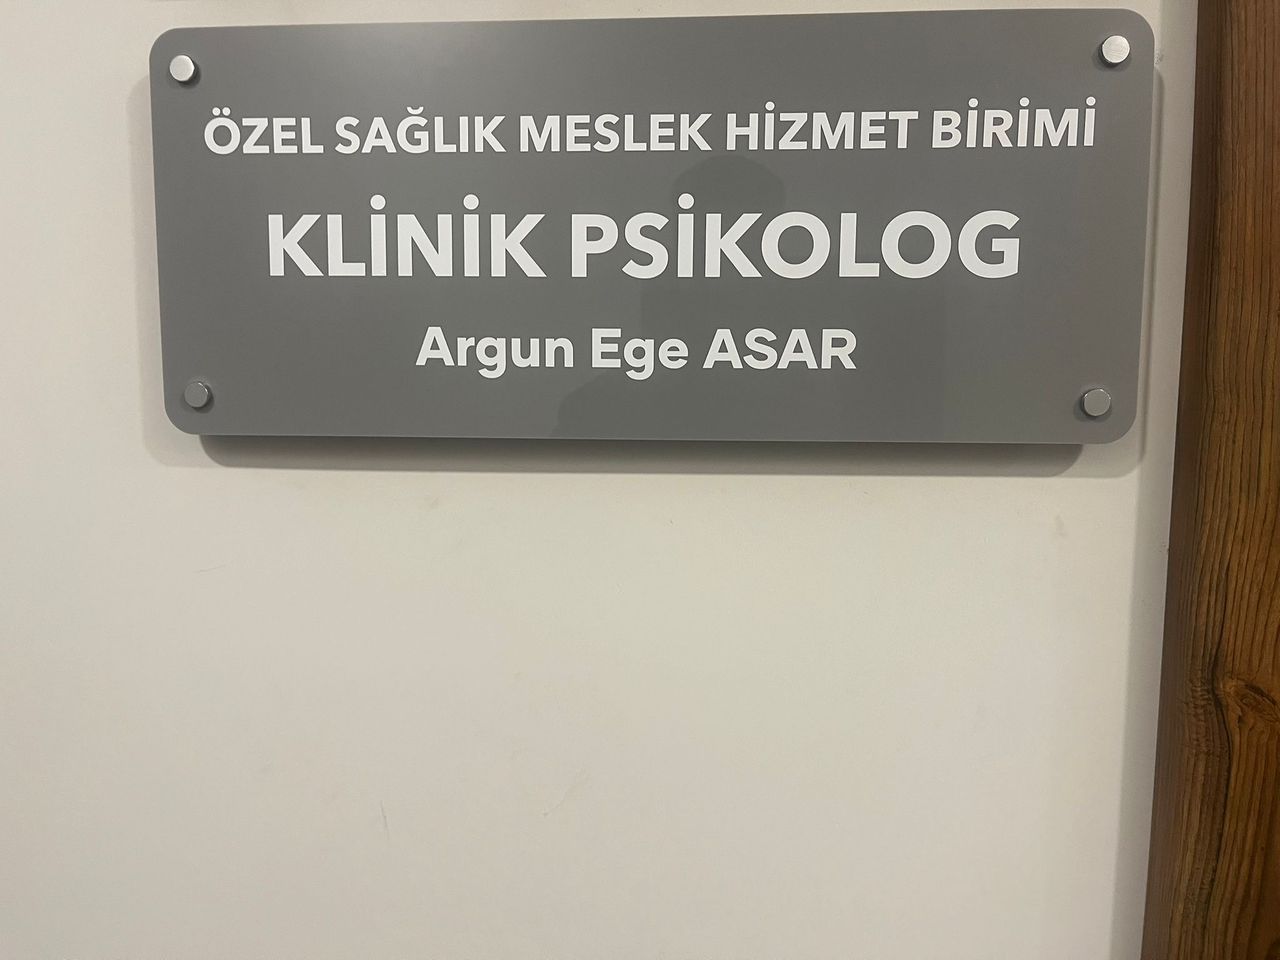 ÖZEL SAĞLIK MESLEK HİZMET BİRİMİ
KLİNİK PSİKOLOG
Argun Ege ASAR